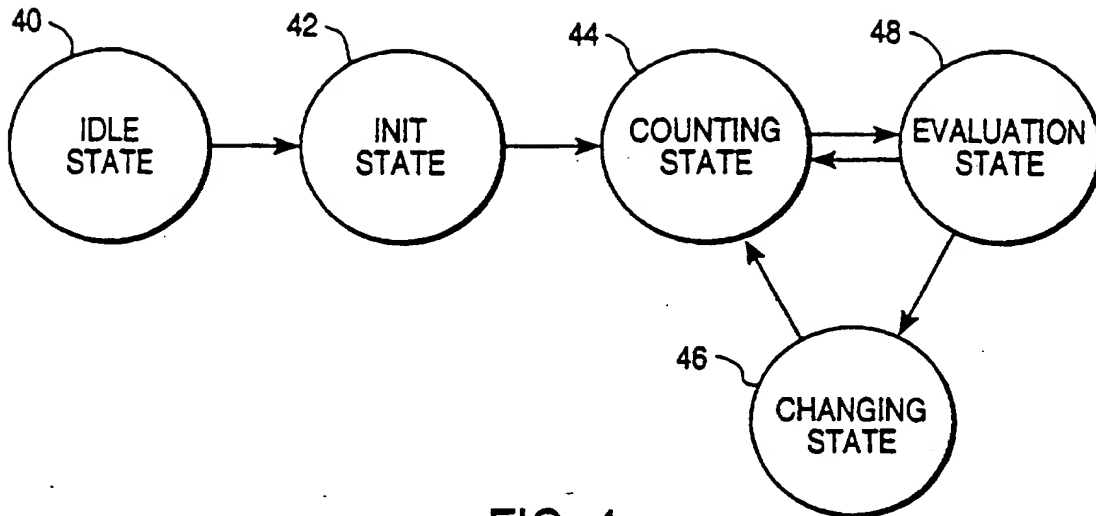 40
42
44
48
IDLE
STATE
INIT
STATE
COUNTING
STATE
EVALUATION
STATE
46
CHANGING
STATE